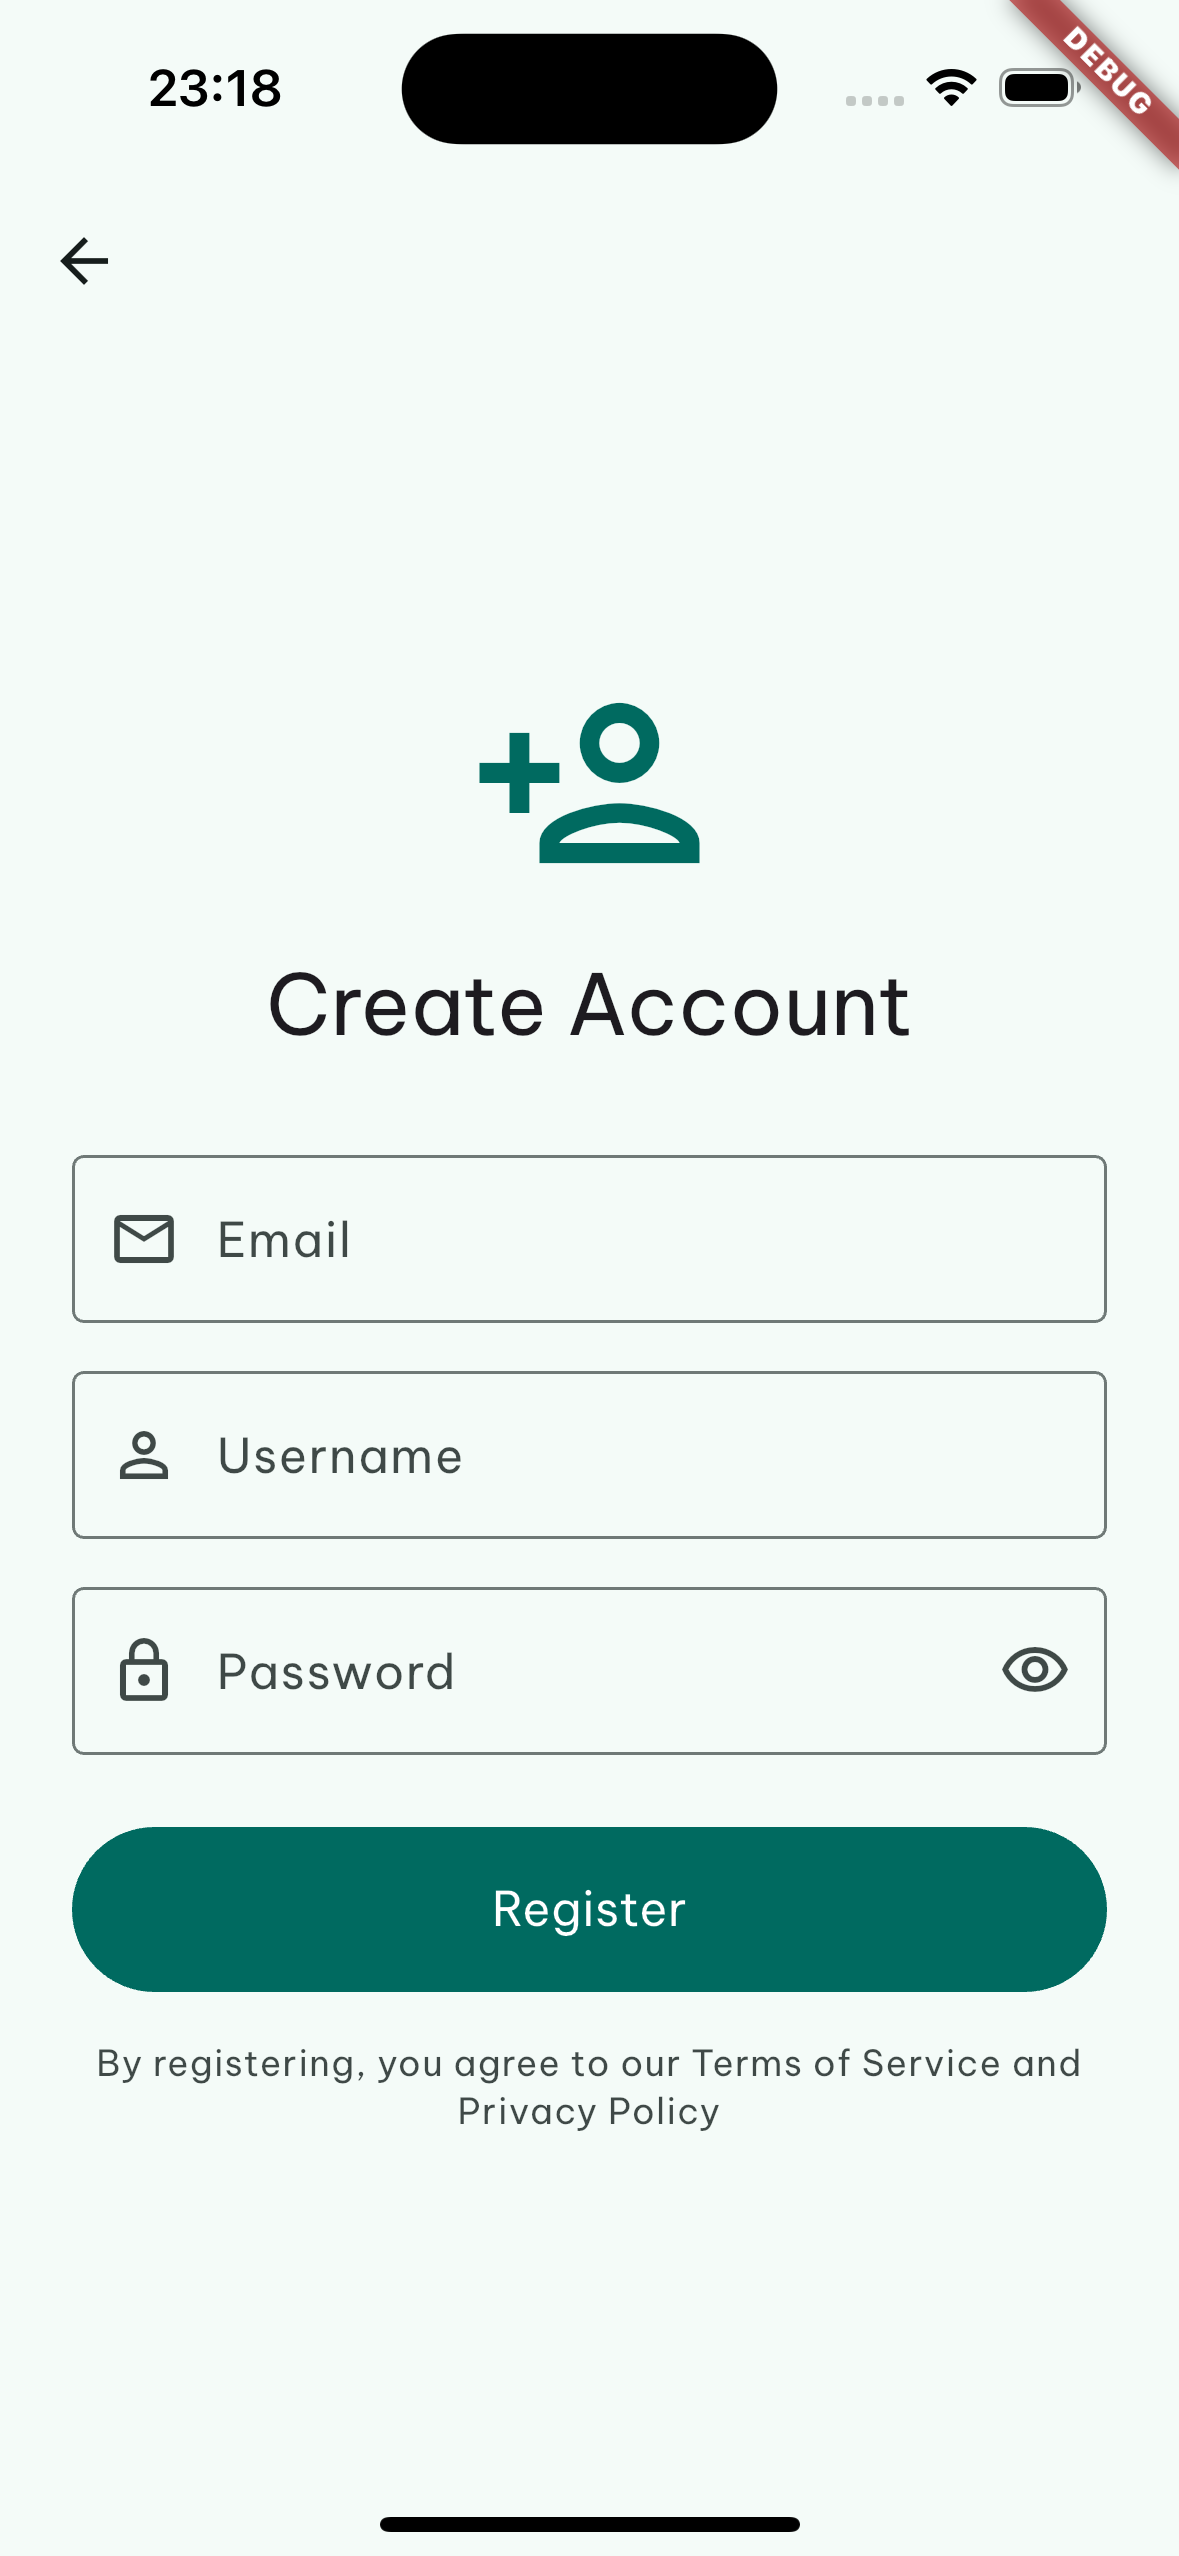 23:18
DEBUG
Create Account
Email
Username
Password
Register
By registering, you agree to our Terms of Service and
Privacy Policy